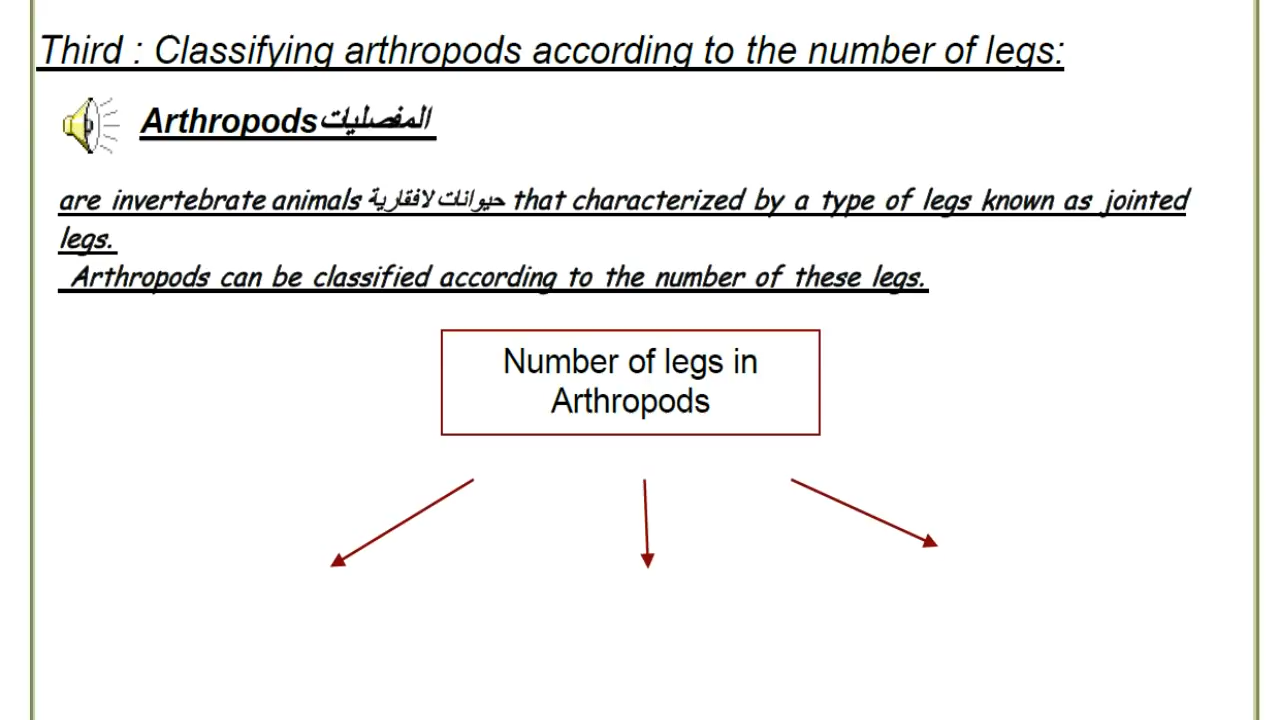 Third : Classifying arthropods according to the number of legs:
Arthropods المفصليات
are invertebrate animals حيوانات لافقارية that characterized by a type of legs known as jointed
legs.
Arthropods can be classified according to the number of these legs.
Number of legs in
Arthropods